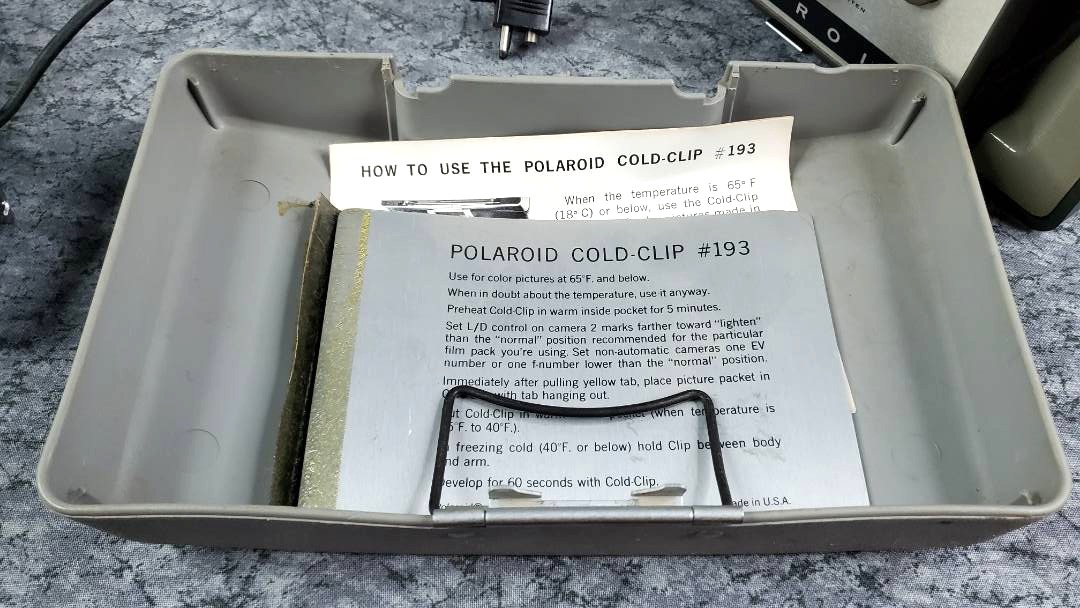 ROI
HOW TO USE THE POLAROID COLD-CLIP #193
When the temperature is 65° F
(18° C) or below, use the Cold-Clip
made in
POLAROID COLD-CLIP #193
Use for color pictures at 65°F. and below.
When in doubt about the temperature, use it anyway.
Preheat Cold-Clip in warm inside pocket for 5 minutes.
Set L/D control on camera 2 marks farther toward "lighten"
than the "normal" position recommended for the particular
film pack you're using. Set non-automatic cameras one EV
number or one f-number lower than the "normal" position.
Immediately after pulling yellow tab, place picture packet in
with tab hanging out.
Cold-Clip in (when temperature is
°F. to 40°F.).
freezing cold (40°F. or below) hold Clip between body
and arm.
Develop for 60 seconds with Cold-Clip.
Made in U.S.A.